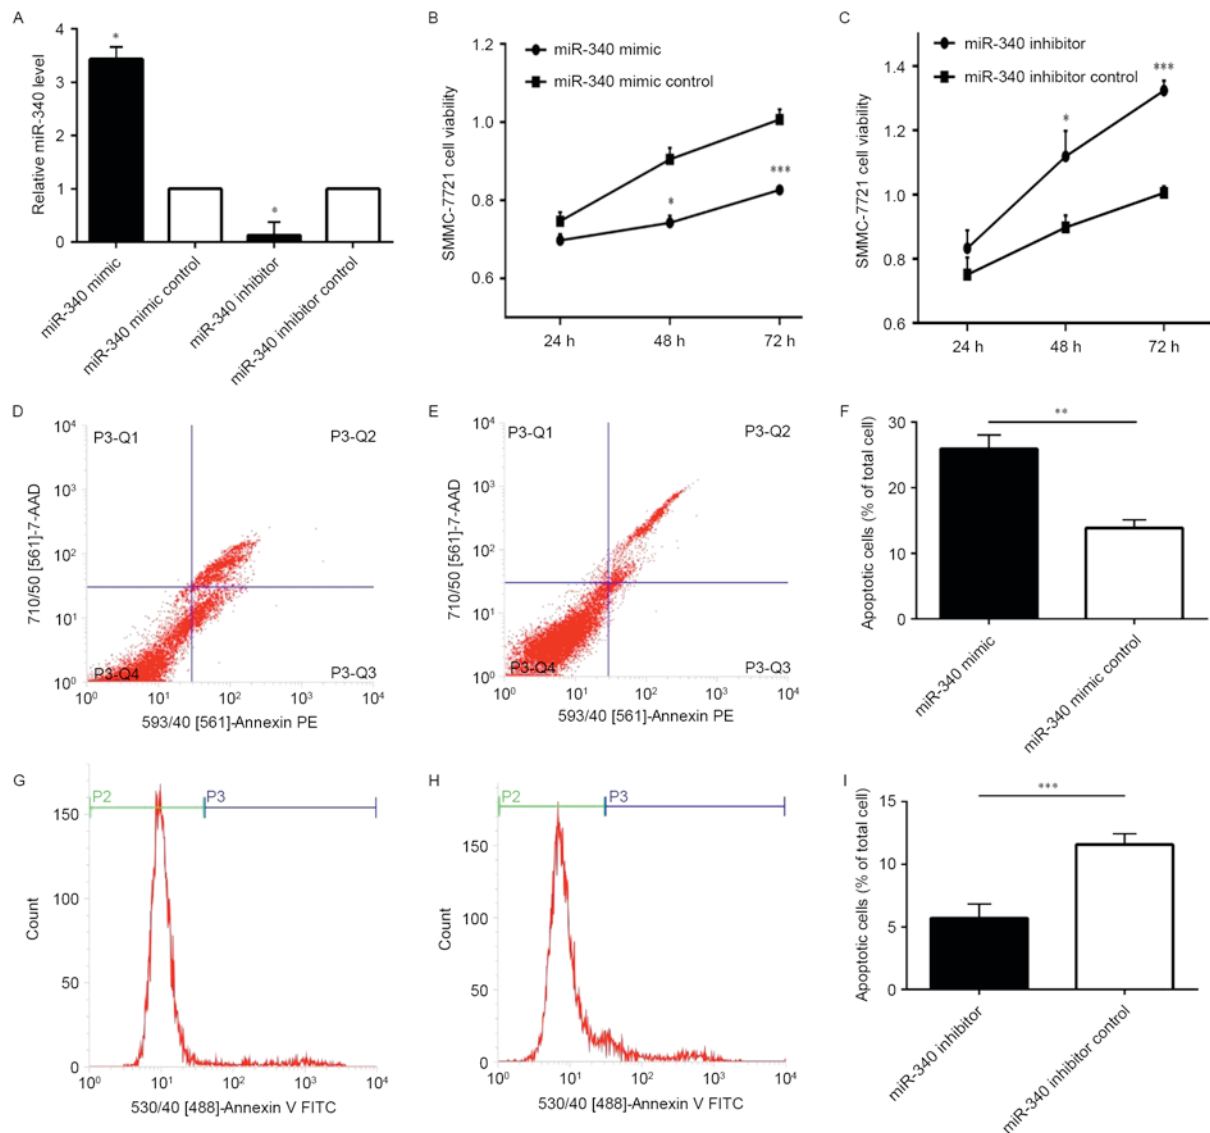 A
4
3
2
1
0
Relative miR-340 level
*
*
miR-340 mimic
miR-340 mimic control
miR-340 inhibitor
miR-340 inhibitor control
B
miR-340 mimic
miR-340 mimic control
1.2
1.0
0.8
0.6
SMMC-7721 cell viability
*
***
24 h
48 h
72 h
C
miR-340 inhibitor
miR-340 inhibitor control
1.4
1.2
1.0
0.8
0.6
SMMC-7721 cell viability
*
***
24 h
48 h
72 h
D
P3-Q1
P3-Q2
P3-Q4
P3-Q3
10⁴
10³
10²
10¹
10⁰
710/50 [561]-7-AAD
10⁰
10¹
10²
10³
10⁴
593/40 [561]-Annexin PE
E
P3-Q1
P3-Q2
P3-Q4
P3-Q3
10⁴
10³
10²
10¹
10⁰
710/50 [561]-7-AAD
10⁰
10¹
10²
10³
10⁴
593/40 [561]-Annexin PE
F
**
30
20
10
0
Apoptotic cells (% of total cell)
miR-340 mimic
miR-340 mimic control
G
P2
P3
150
100
50
0
Count
10⁰
10¹
10²
10³
10⁴
530/40 [488]-Annexin V FITC
H
P2
P3
150
100
50
0
Count
10⁰
10¹
10²
10³
10⁴
530/40 [488]-Annexin V FITC
I
***
15
10
5
0
Apoptotic cells (% of total cell)
miR-340 inhibitor
miR-340 inhibitor control